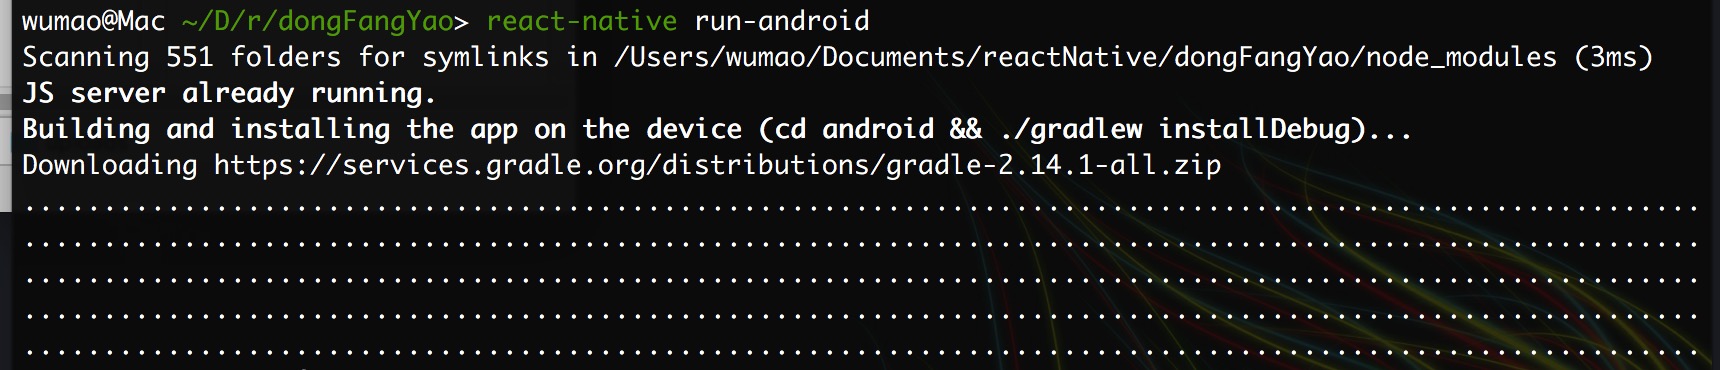 wumao@Mac ~/D/r/dongFangYao> react-native run-android
Scanning 551 folders for symlinks in /Users/wumao/Documents/reactNative/dongFangYao/node_modules (3ms)
JS server already running.
Building and installing the app on the device (cd android && ./gradlew installDebug)...
Downloading https://services.gradle.org/distributions/gradle-2.14.1-all.zip
.........................................................................................................
.........................................................................................................
.........................................................................................................
.........................................................................................................
.........................................................................................................